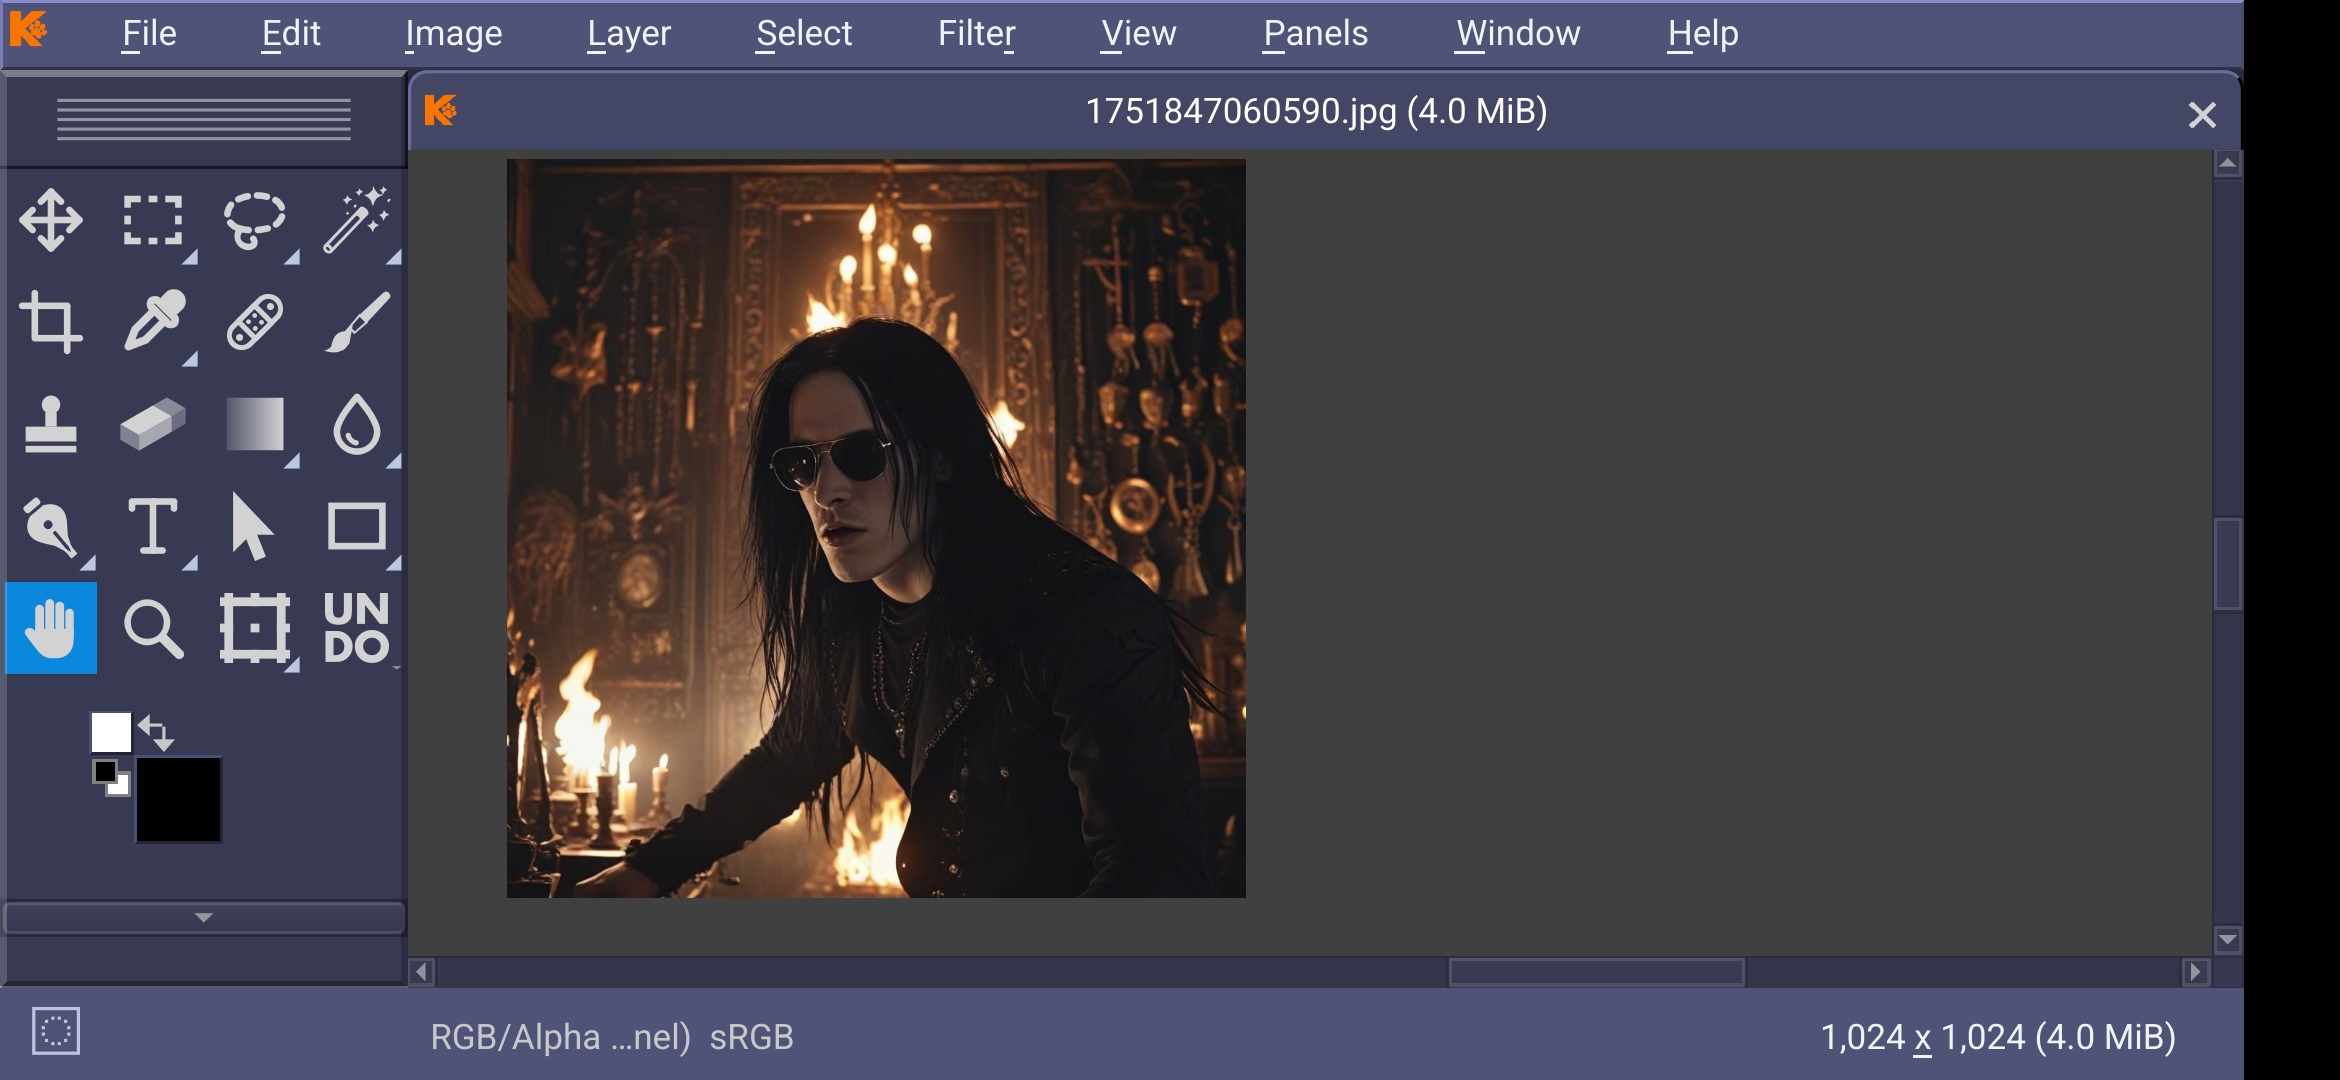 File Edit Image Layer Select Filter View Panels Window Help
1751847060590.jpg (4.0 MiB)
T
UN
DO
RGB/Alpha ...nel) sRGB
1,024 x 1,024 (4.0 MiB)